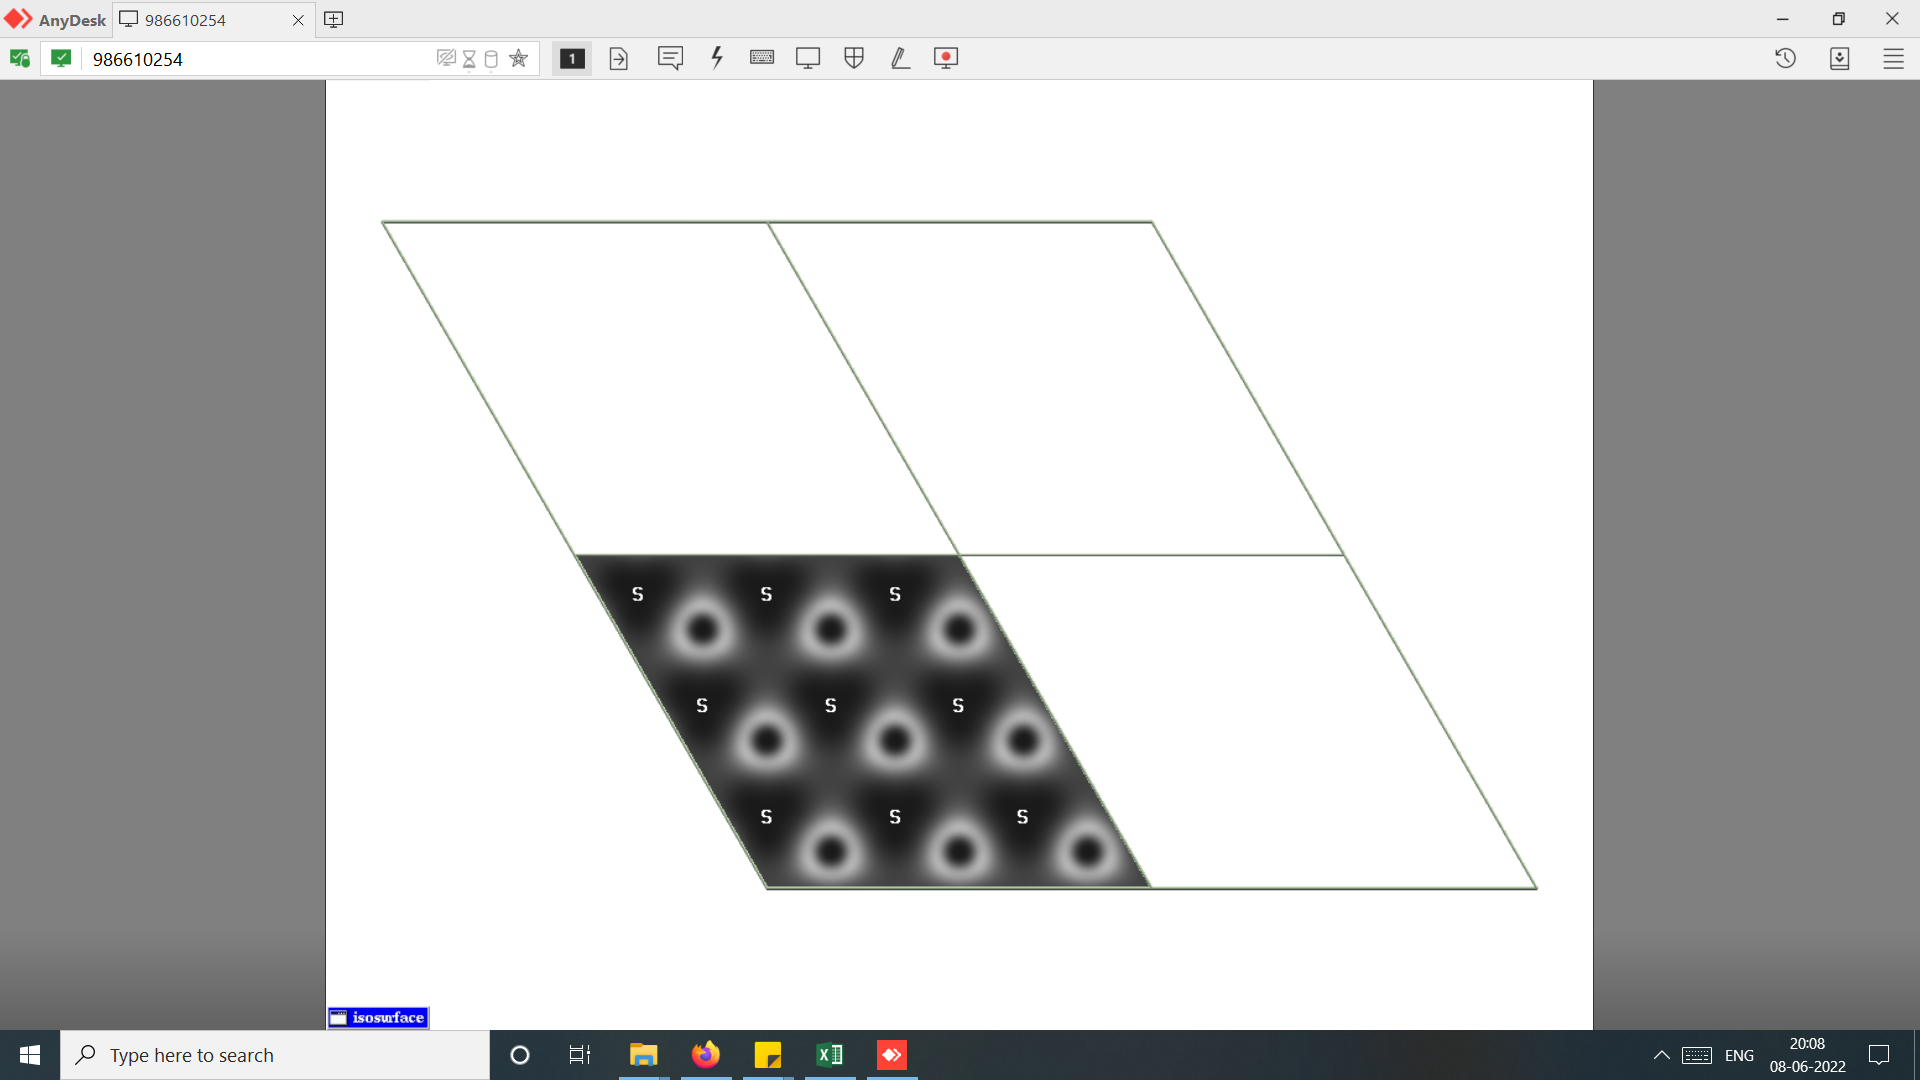 AnyDesk
986610254
986610254
1
S S S
S S S
S S S
isosurface
Type here to search
ENG
20:08
08-06-2022